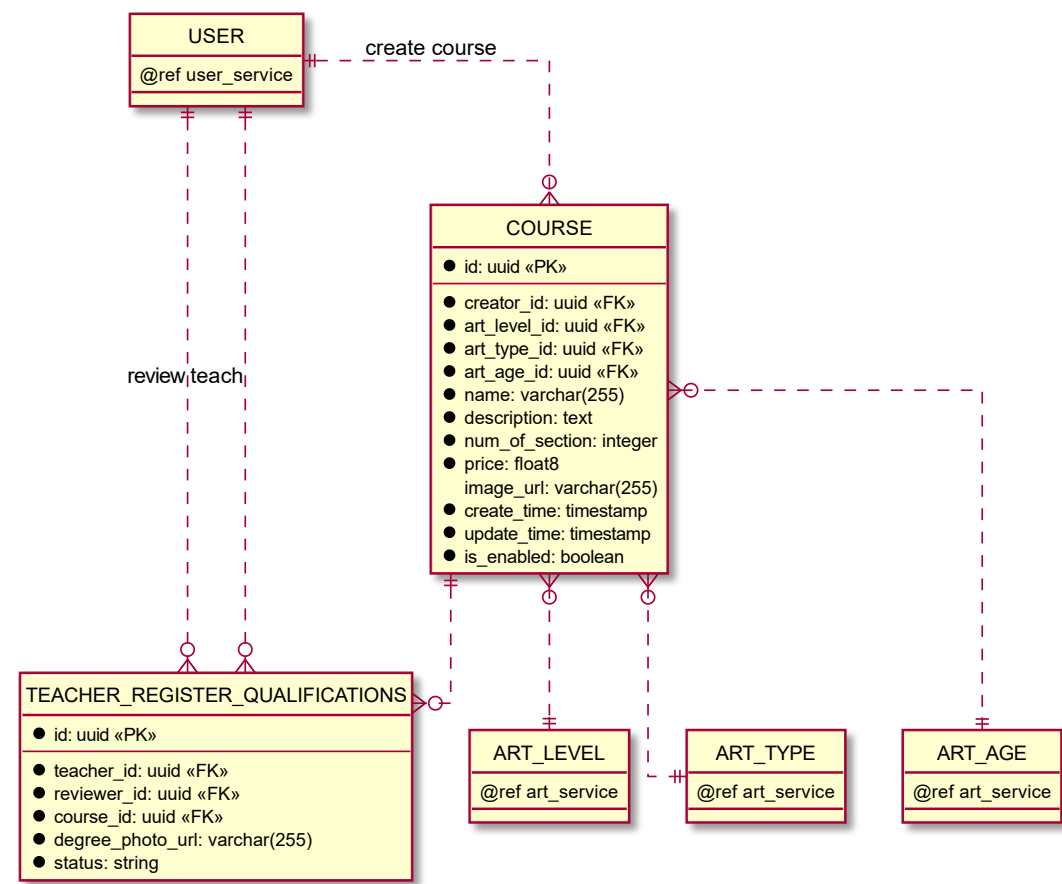 USER
@ref user_service
create course
COURSE
id: uuid «PK»
creator_id: uuid «FK»
art_level_id: uuid «FK»
art_type_id: uuid «FK»
art_age_id: uuid «FK»
name: varchar(255)
description: text
num_of_section: integer
price: float8
image_url: varchar(255)
create_time: timestamp
update_time: timestamp
is_enabled: boolean
review teach
TEACHER_REGISTER_QUALIFICATIONS
id: uuid «PK»
teacher_id: uuid «FK»
reviewer_id: uuid «FK»
course_id: uuid «FK»
degree_photo_url: varchar(255)
status: string
ART_LEVEL
@ref art_service
ART_TYPE
@ref art_service
ART_AGE
@ref art_service